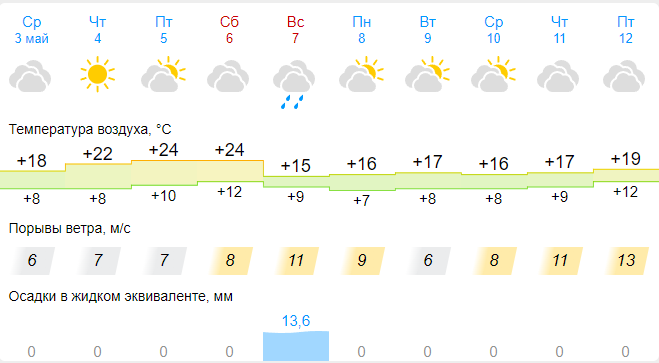 Ср Чт Пт Сб Вс Пн Вт Ср Чт Пт
3 май 4 5 6 7 8 9 10 11 12
Температура воздуха, °C
+18 +22 +24 +24 +15 +16 +17 +16 +17 +19
+8 +8 +10 +12 +9 +7 +8 +8 +9 +12
Порывы ветра, м/с
6 7 7 8 11 9 6 8 11 13
Осадки в жидком эквиваленте, мм
13,6
0 0 0 0 0 0 0 0 0